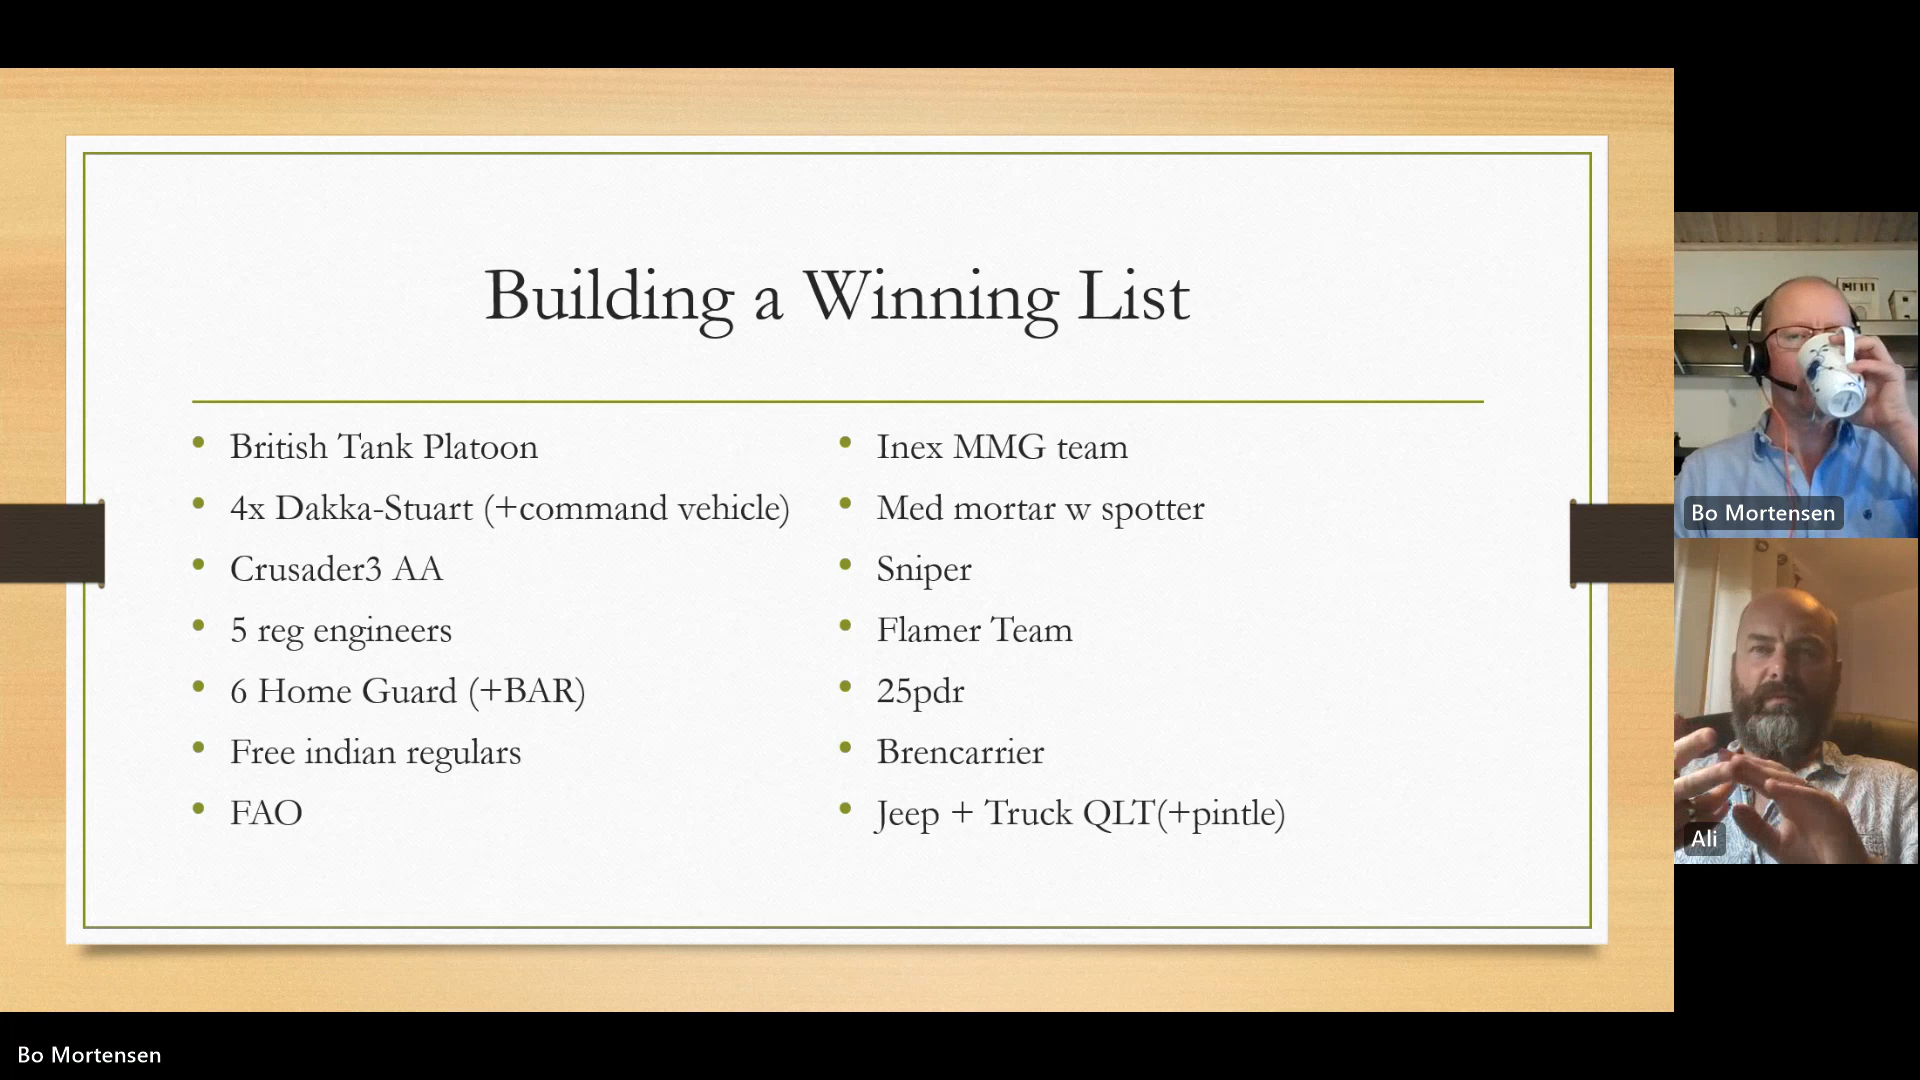 Building a Winning List
British Tank Platoon
4x Dakka-Stuart (+command vehicle)
Crusader3 AA
5 reg engineers
6 Home Guard (+BAR)
Free indian regulars
FAO
Inex MMG team
Med mortar w spotter
Sniper
Flamer Team
25pdr
Brencarrier
Jeep + Truck QLT(+pintle)
Bo Mortensen
Ali
Bo Mortensen